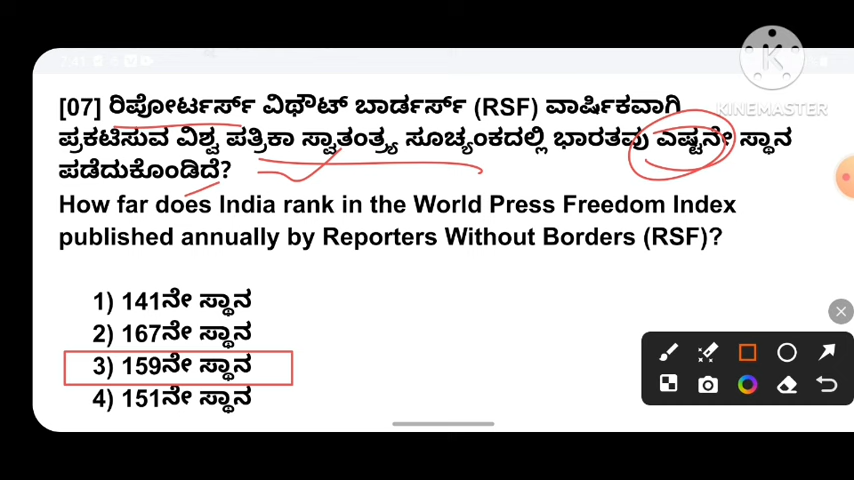 KINEMASTER
[07] ರಿಪೋರ್ಟರ್ಸ್ ವಿಥೌಟ್ ಬಾರ್ಡರ್ಸ್ (RSF) ವಾರ್ಷಿಕವಾಗಿ
ಪ್ರಕಟಿಸುವ ವಿಶ್ವ ಪತ್ರಿಕಾ ಸ್ವಾತಂತ್ರ್ಯ ಸೂಚ್ಯಂಕದಲ್ಲಿ ಭಾರತವು ಎಷ್ಟನೇ ಸ್ಥಾನ
ಪಡೆದುಕೊಂಡಿದೆ?
How far does India rank in the World Press Freedom Index
published annually by Reporters Without Borders (RSF)?
1) 141ನೇ ಸ್ಥಾನ
2) 167ನೇ ಸ್ಥಾನ
3) 159ನೇ ಸ್ಥಾನ
4) 151ನೇ ಸ್ಥಾನ